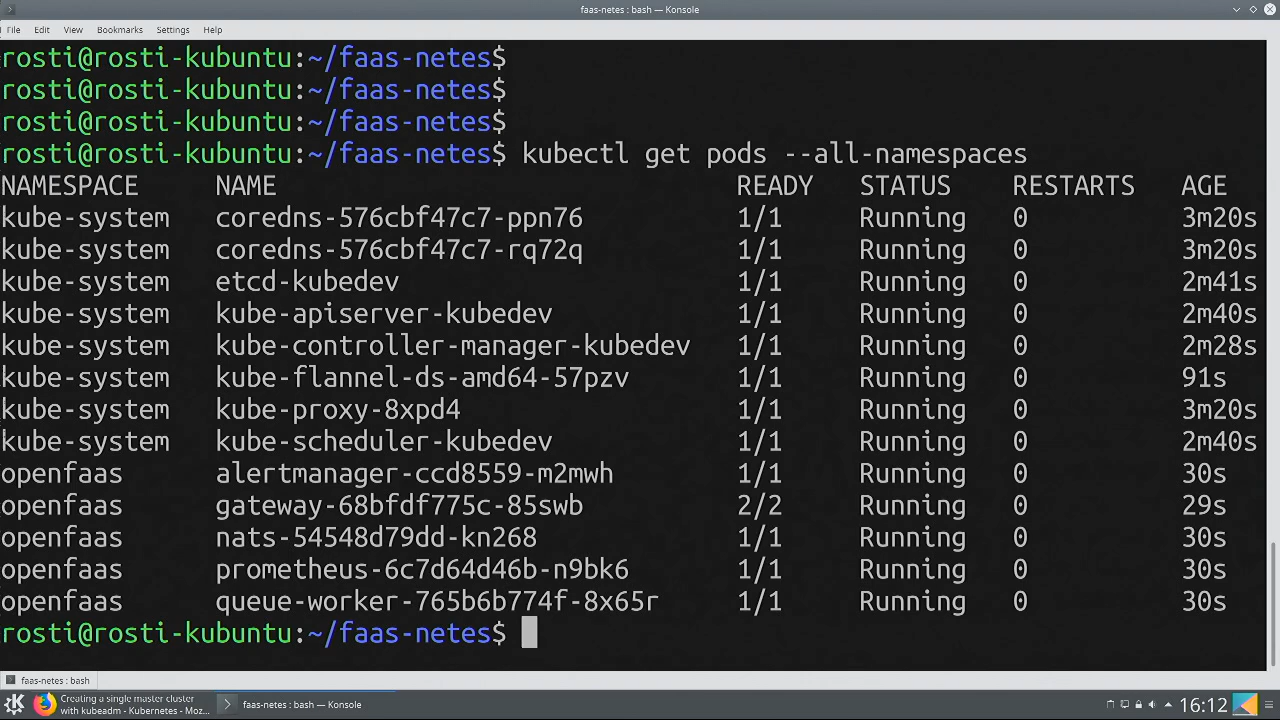 faas-netes : bash — Konsole
File Edit View Bookmarks Settings Help
rosti@rosti-kubuntu:~/faas-netes$
rosti@rosti-kubuntu:~/faas-netes$
rosti@rosti-kubuntu:~/faas-netes$
rosti@rosti-kubuntu:~/faas-netes$ kubectl get pods --all-namespaces
NAMESPACE NAME READY STATUS RESTARTS AGE
kube-system coredns-576cbf47c7-ppn76 1/1 Running 0 3m20s
kube-system coredns-576cbf47c7-rq72q 1/1 Running 0 3m20s
kube-system etcd-kubedev 1/1 Running 0 2m41s
kube-system kube-apiserver-kubedev 1/1 Running 0 2m40s
kube-system kube-controller-manager-kubedev 1/1 Running 0 2m28s
kube-system kube-flannel-ds-amd64-57pzv 1/1 Running 0 91s
kube-system kube-proxy-8xpd4 1/1 Running 0 3m20s
kube-system kube-scheduler-kubedev 1/1 Running 0 2m40s
openfaas alertmanager-ccd8559-m2mwh 1/1 Running 0 30s
openfaas gateway-68bfdf775c-85swb 2/2 Running 0 29s
openfaas nats-54548d79dd-kn268 1/1 Running 0 30s
openfaas prometheus-6c7d64d46b-n9bk6 1/1 Running 0 30s
openfaas queue-worker-765b6b774f-8x65r 1/1 Running 0 30s
rosti@rosti-kubuntu:~/faas-netes$
faas-netes : bash
Creating a single master cluster
with kubeadm - Kubernetes - Moz...
faas-netes : bash — Konsole
16:12